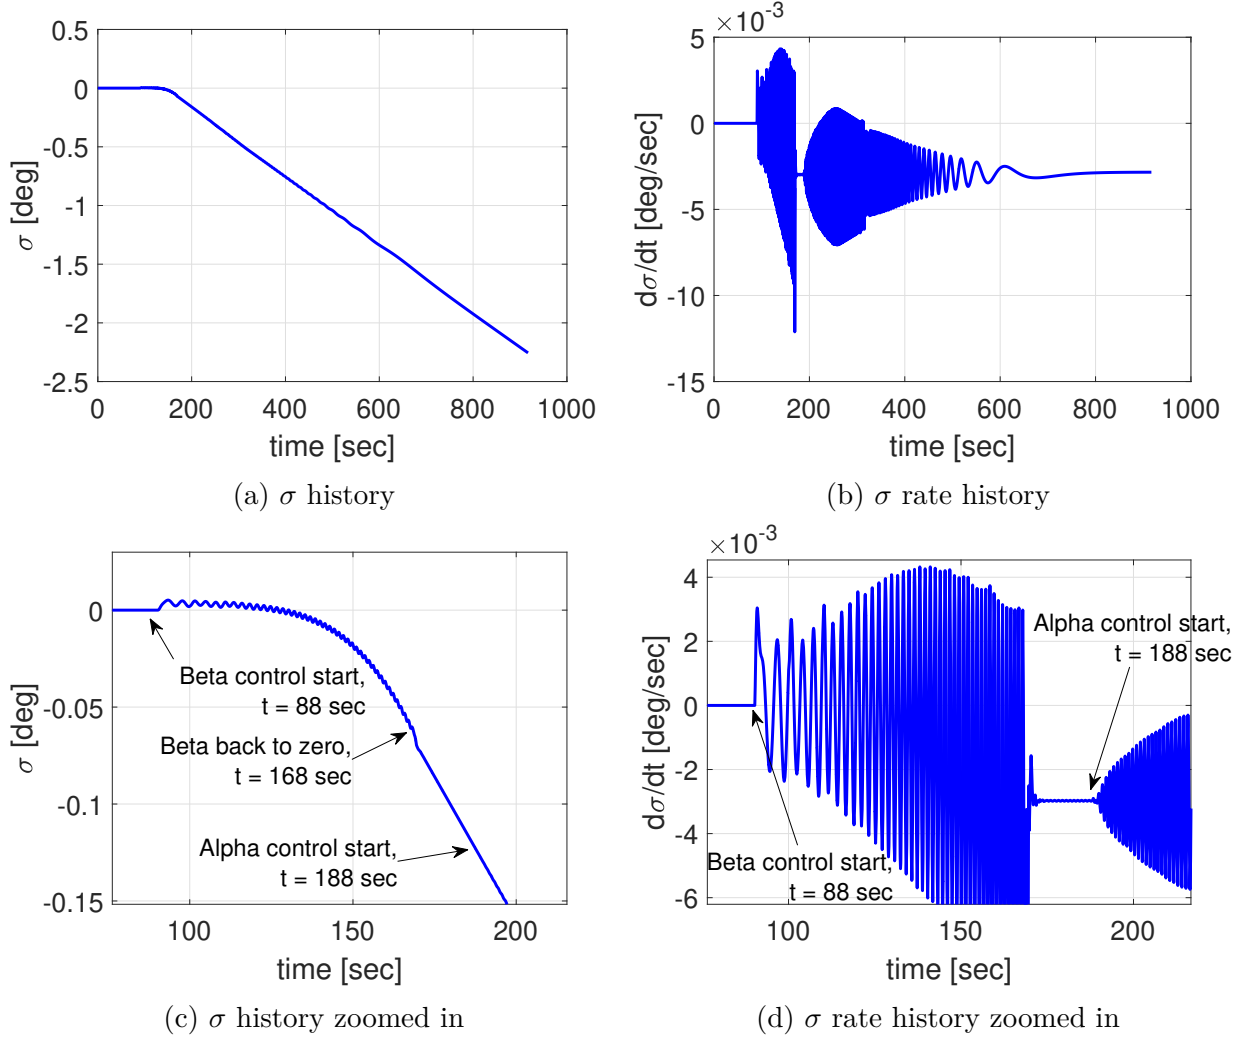 0.5
0
-0.5
-1
-1.5
-2
-2.5
σ [deg]
0 200 400 600 800 1000
time [sec]
(a) σ history
×10-3
5
0
-5
-10
-15
dσ/dt [deg/sec]
0 200 400 600 800 1000
time [sec]
(b) σ rate history
0
-0.05
-0.1
-0.15
σ [deg]
Beta control start,
t = 88 sec
Beta back to zero,
t = 168 sec
Alpha control start,
t = 188 sec
100 150 200
time [sec]
(c) σ history zoomed in
×10-3
4
2
0
-2
-4
-6
dσ/dt [deg/sec]
Alpha control start,
t = 188 sec
Beta control start,
t = 88 sec
100 150 200
time [sec]
(d) σ rate history zoomed in